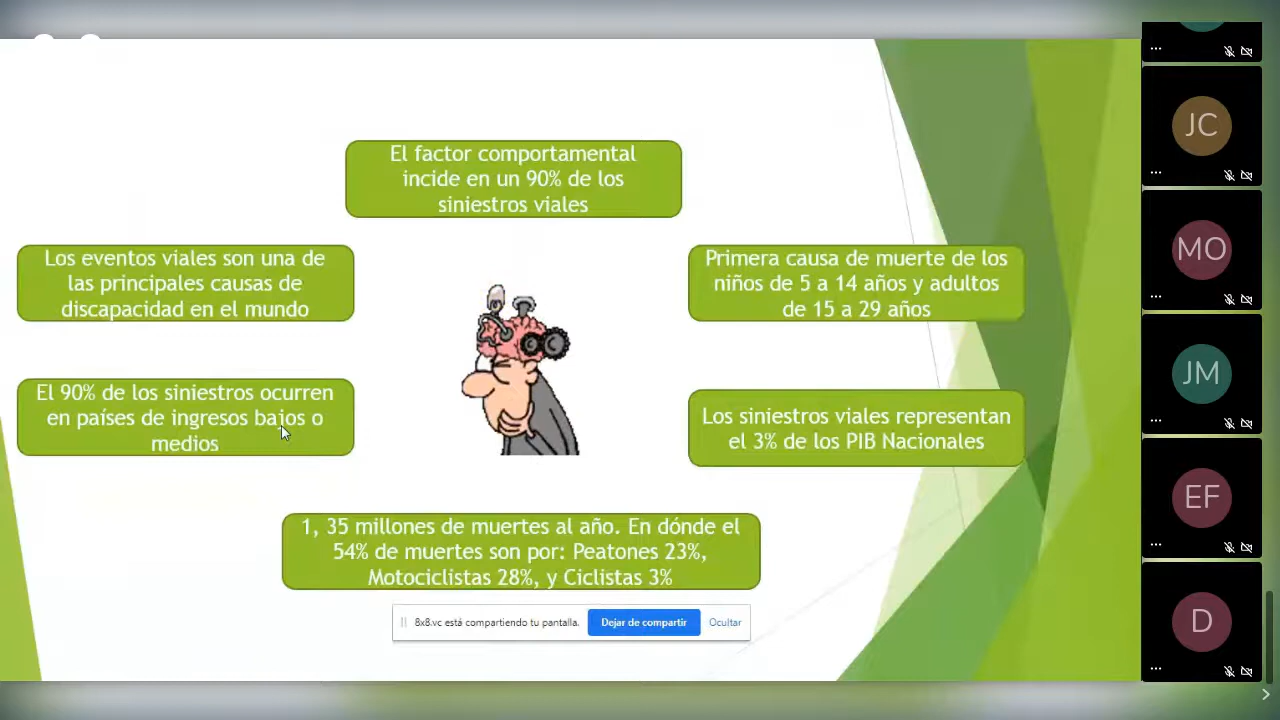 El factor comportamental
incide en un 90% de los
siniestros viales
Los eventos viales son una de
las principales causas de
discapacidad en el mundo
Primera causa de muerte de los
niños de 5 a 14 años y adultos
de 15 a 29 años
El 90% de los siniestros ocurren
en países de ingresos bajos o
medios
Los siniestros viales representan
el 3% de los PIB Nacionales
1, 35 millones de muertes al año. En dónde el
54% de muertes son por: Peatones 23%,
Motociclistas 28%, y Ciclistas 3%
8x8.vc está compartiendo tu pantalla.
Dejar de compartir
Ocultar
JC
MO
JM
EF
D